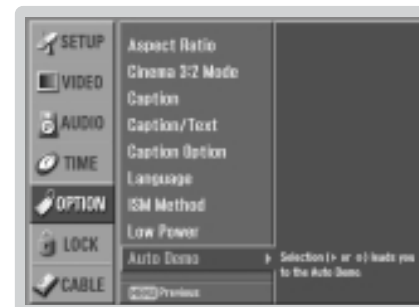 SETUP
VIDEO
AUDIO
TIME
OPTION
LOCK
CABLE
Aspect Ratio
Cinema 3:2 Mode
Caption
Caption/Text
Caption Option
Language
ISM Method
Low Power
Auto Demo
MENU Previous
Selection (▷ or ⊙) leads you
to the Auto Demo.